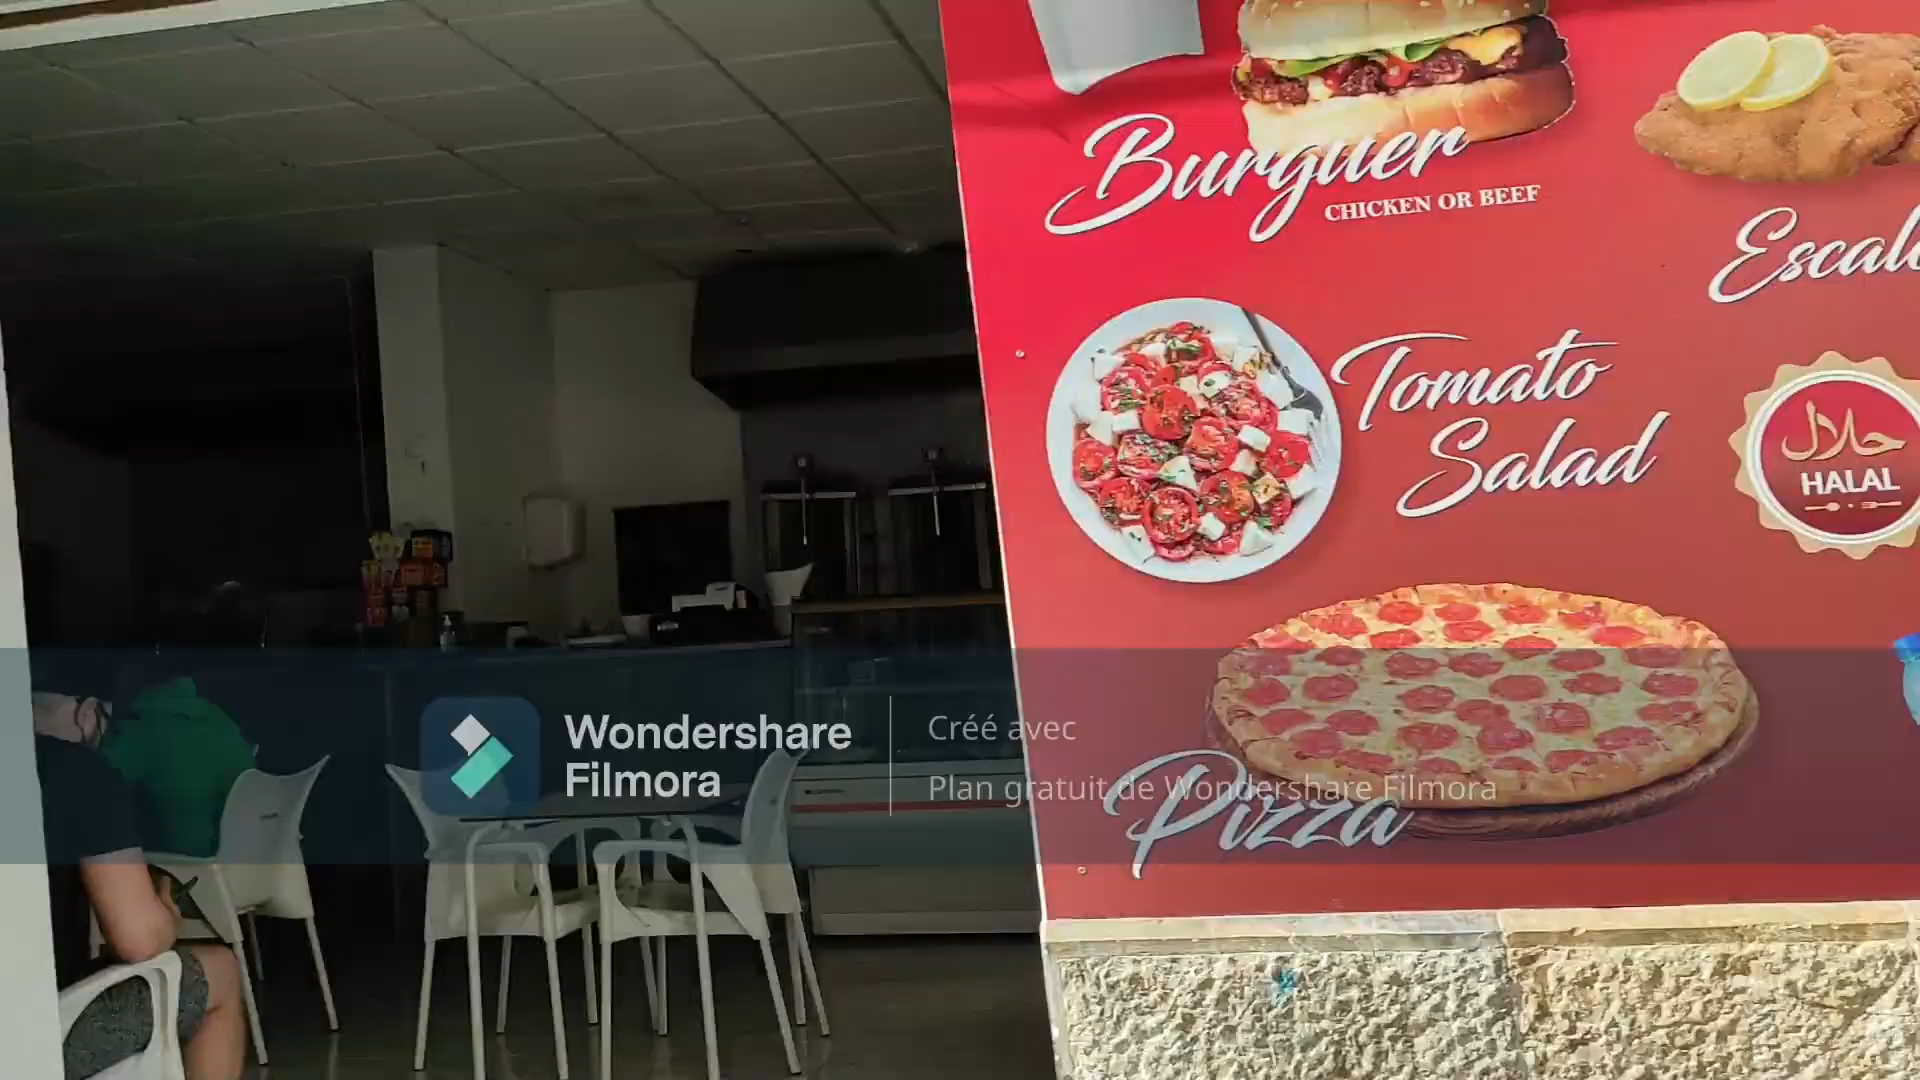 Burguer
CHICKEN OR BEEF
Tomato
Salad
حلال
HALAL
Pizza
Wondershare
Filmora
Créé avec
Plan gratuit de Wondershare Filmora